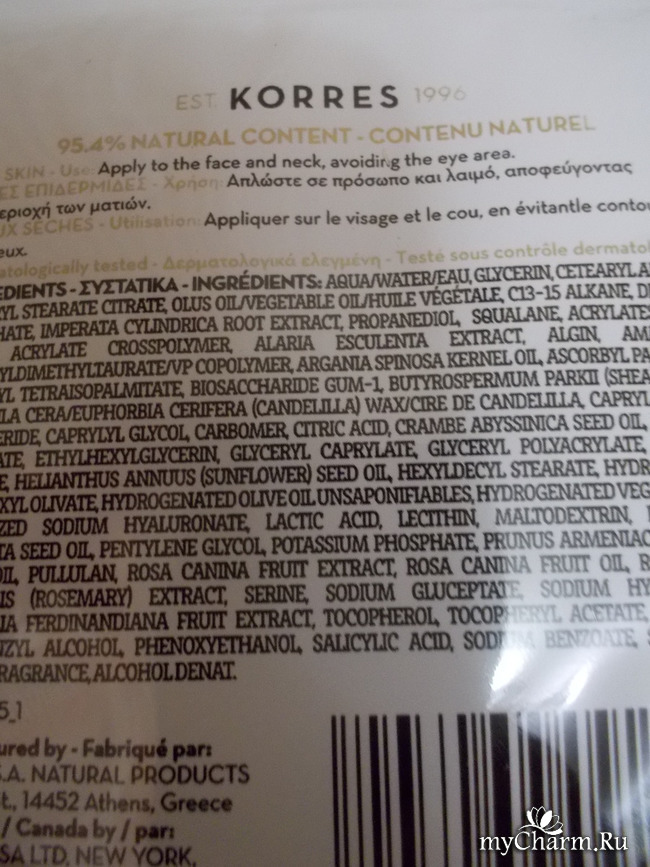 EST. KORRES 1996
95.4% NATURAL CONTENT - CONTENU NATUREL
SKIN - Use: Apply to the face and neck, avoiding the eye area.
ΕΣ ΕΠΙΔΕΡΜΙΔΕΣ - Χρήση: Απλώστε σε πρόσωπο και λαιμό, αποφεύγοντας
εριοχή των ματιών.
UX SÈCHES - Utilisation: Appliquer sur le visage et le cou, en évitantle contou
eux.
atologically tested - Δερματολογικά ελεγμένη - Testé sous contrôle dermatol
EDIENTS - ΣΥΣΤΑΤΙΚΑ - INGRÉDIENTS: AQUA/WATER/EAU, GLYCERIN, CETEARYL A
YL STEARATE CITRATE, OLUS OIL/VEGETABLE OIL/HUILE VÉGÉTALE, C13-15 ALKANE, D
HATE, IMPERATA CYLINDRICA ROOT EXTRACT, PROPANEDIOL, SQUALANE, ACRYLATES
ACRYLATE CROSSPOLYMER, ALARIA ESCULENTA EXTRACT, ALGIN, AM
YLDIMETHYLTAURATE/VP COPOLYMER, ARGANIA SPINOSA KERNEL OIL, ASCORBYL PA
YL TETRAISOPALMITATE, BIOSACCHARIDE GUM-1, BUTYROSPERMUM PARKII (SHEA
LA CERA/EUPHORBIA CERIFERA (CANDELILLA) WAX/CIRE DE CANDELILLA, CAPRYL
ERIDE, CAPRYLYL GLYCOL, CARBOMER, CITRIC ACID, CRAMBE ABYSSINICA SEED OIL,
ATE, ETHYLHEXYLGLYCERIN, GLYCERYL CAPRYLATE, GLYCERYL POLYACRYLATE,
E, HELIANTHUS ANNUUS (SUNFLOWER) SEED OIL, HEXYLDECYL STEARATE, HYDR
EXYL OLIVATE, HYDROGENATED OLIVE OIL UNSAPONIFIABLES, HYDROGENATED VEG
ZED SODIUM HYALURONATE, LACTIC ACID, LECITHIN, MALTODEXTRIN,
TA SEED OIL, PENTYLENE GLYCOL, POTASSIUM PHOSPHATE, PRUNUS ARMENIAC
OIL, PULLULAN, ROSA CANINA FRUIT EXTRACT, ROSA CANINA FRUIT OIL, R
IS (ROSEMARY) EXTRACT, SERINE, SODIUM GLUCEPTATE, SODIUM HY
IA FERDINANDIANA FRUIT EXTRACT, TOCOPHEROL, TOCOPHERYL ACETATE,
NZYL ALCOHOL, PHENOXYETHANOL, SALICYLIC ACID, SODIUM BENZOATE, S
FRAGRANCE, ALCOHOL DENAT.
5_1
ured by - Fabriqué par:
S.A. NATURAL PRODUCTS
t., 14452 Athens, Greece
/ Canada by / par:
SA LTD, NEW YORK,
myCharm.Ru